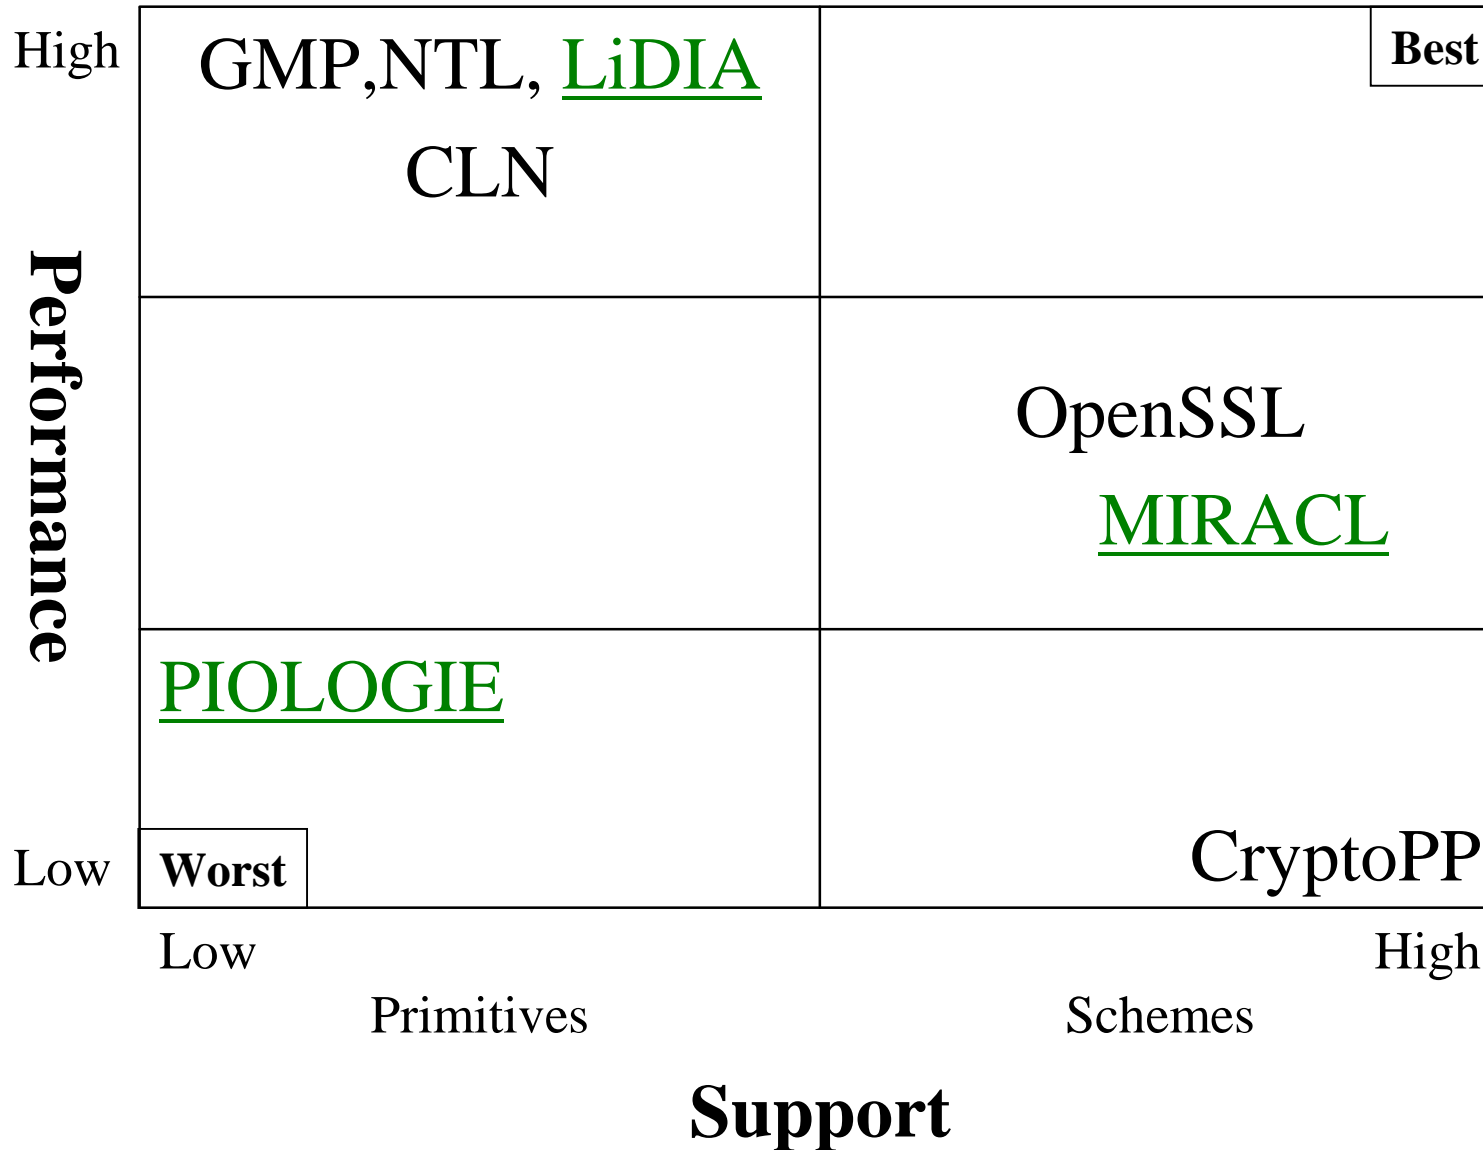 High
GMP,NTL, LiDIA
Best
CLN
Performance
OpenSSL
MIRACL
PIOLOGIE
Low
Worst
CryptoPP
Low
High
Primitives
Schemes
Support